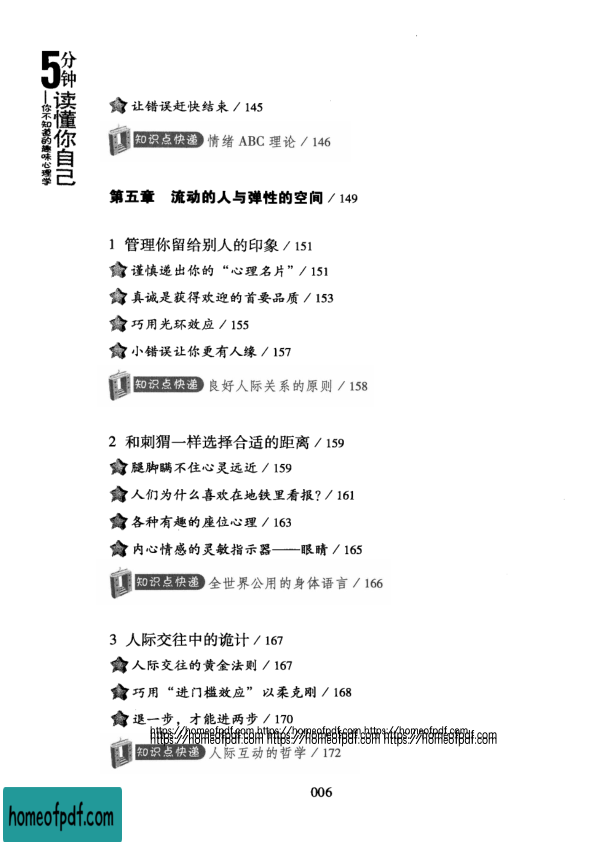 5分钟读懂你自己
——你不知道的趣味心理学
让错误赶快结束 / 145
知识点快递 情绪 ABC 理论 / 146
第五章 流动的人与弹性的空间 / 149
1 管理你留给别人的印象 / 151
谨慎递出你的“心理名片” / 151
真诚是获得欢迎的首要品质 / 153
巧用光环效应 / 155
小错误让你更有人缘 / 157
知识点快递 良好人际关系的原则 / 158
2 和刺猬一样选择合适的距离 / 159
腿脚瞒不住心灵远近 / 159
人们为什么喜欢在地铁里看报? / 161
各种有趣的座位心理 / 163
内心情感的灵敏指示器——眼睛 / 165
知识点快递 全世界公用的身体语言 / 166
3 人际交往中的诡计 / 167
人际交往的黄金法则 / 167
巧用“进门槛效应”以柔克刚 / 168
退一步，才能进两步 / 170
https://homeofpdf.com https://homeofpdf.com https://homeofpdf.com
https://homeofpdf.com https://homeofpdf.com https://homeofpdf.com
知识点快递 人际互动的哲学 / 172
006
homeofpdf.com